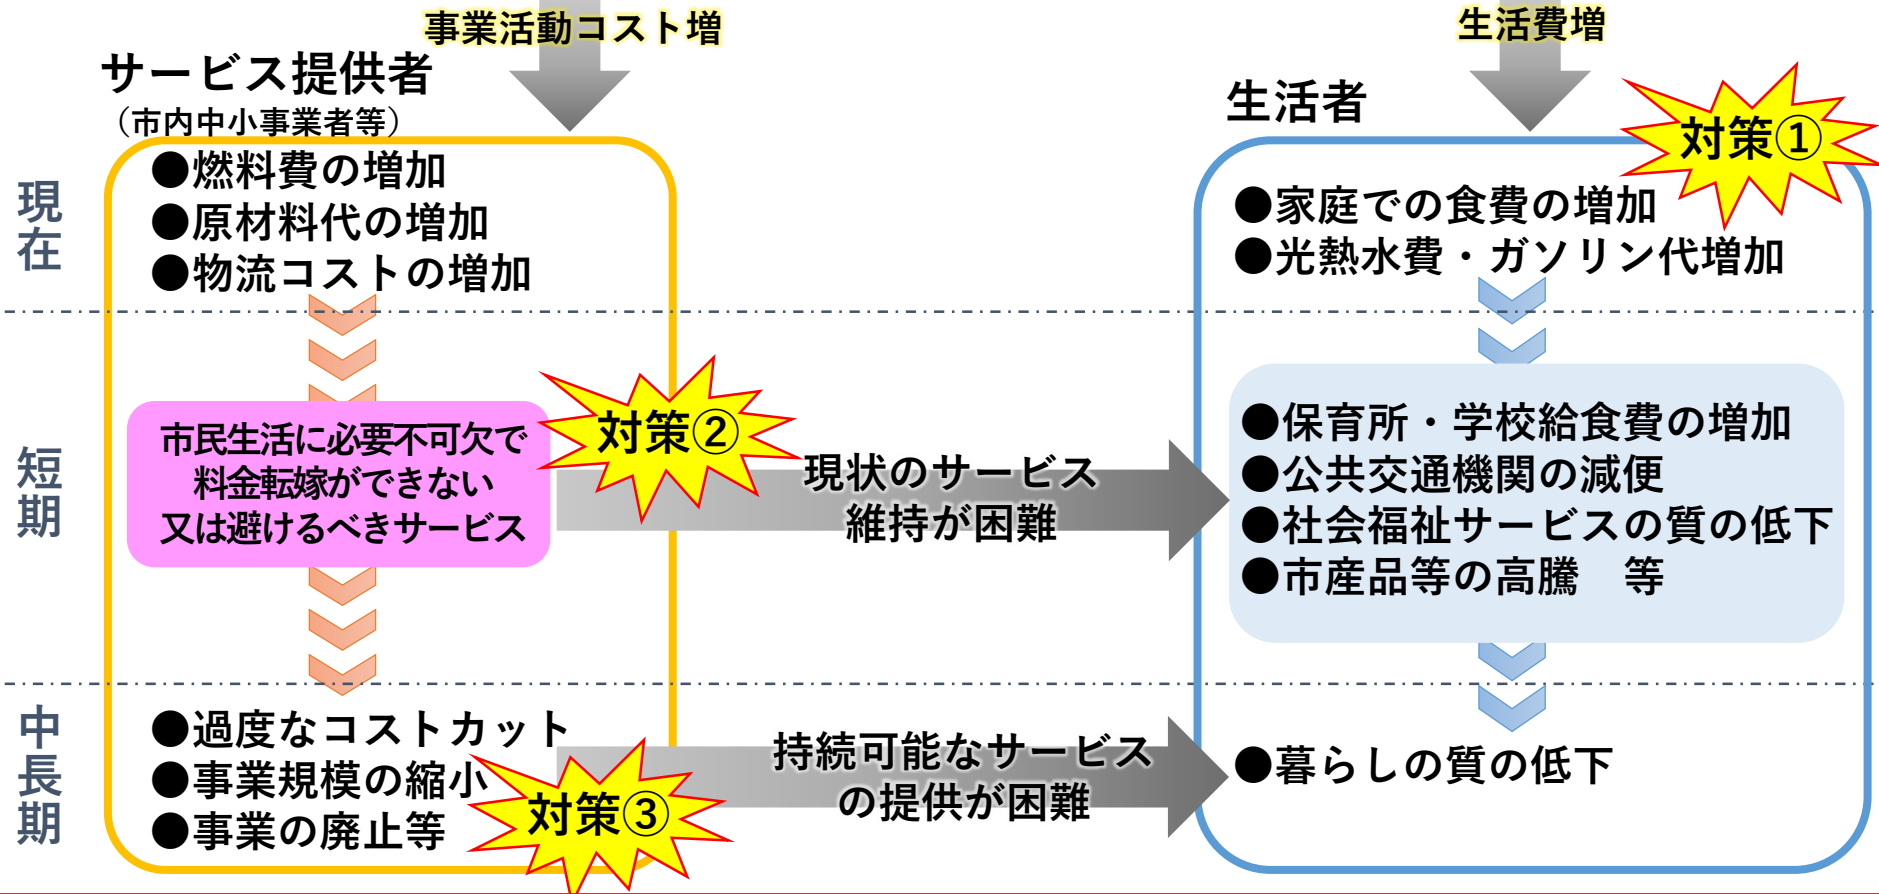 事業活動コスト増
生活費増
サービス提供者
（市内中小事業者等）
生活者
対策①
現在
●燃料費の増加
●原材料代の増加
●物流コストの増加
●家庭での食費の増加
●光熱水費・ガソリン代増加
短期
市民生活に必要不可欠で
料金転嫁ができない
又は避けるべきサービス
対策②
現状のサービス
維持が困難
●保育所・学校給食費の増加
●公共交通機関の減便
●社会福祉サービスの質の低下
●市産品等の高騰　等
中長期
●過度なコストカット
●事業規模の縮小
●事業の廃止等
対策③
持続可能なサービス
の提供が困難
●暮らしの質の低下